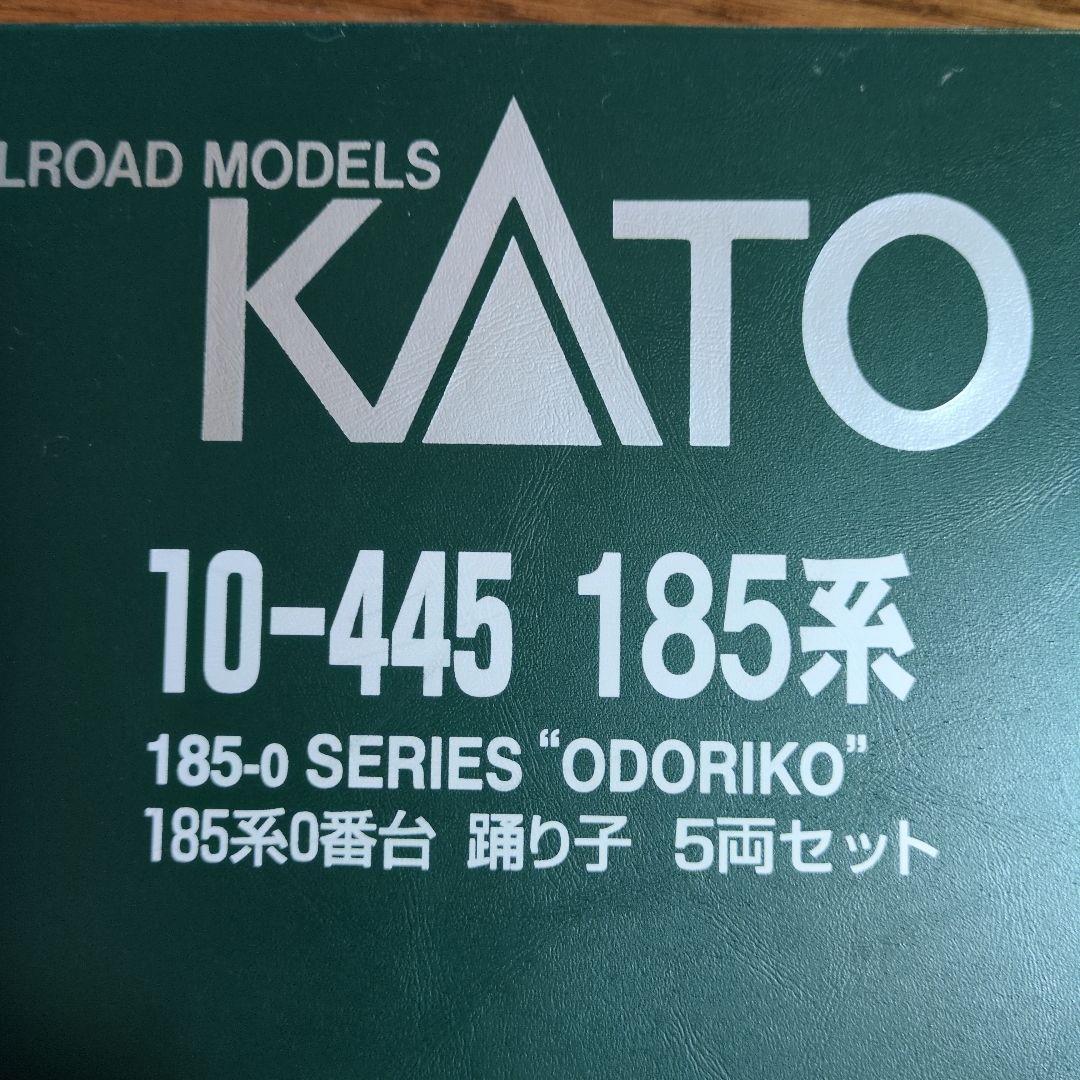 LROAD MODELS
KATO
10-445 185系
185-0 SERIES “ODORIKO”
185系0番台 踊り子 5両セット